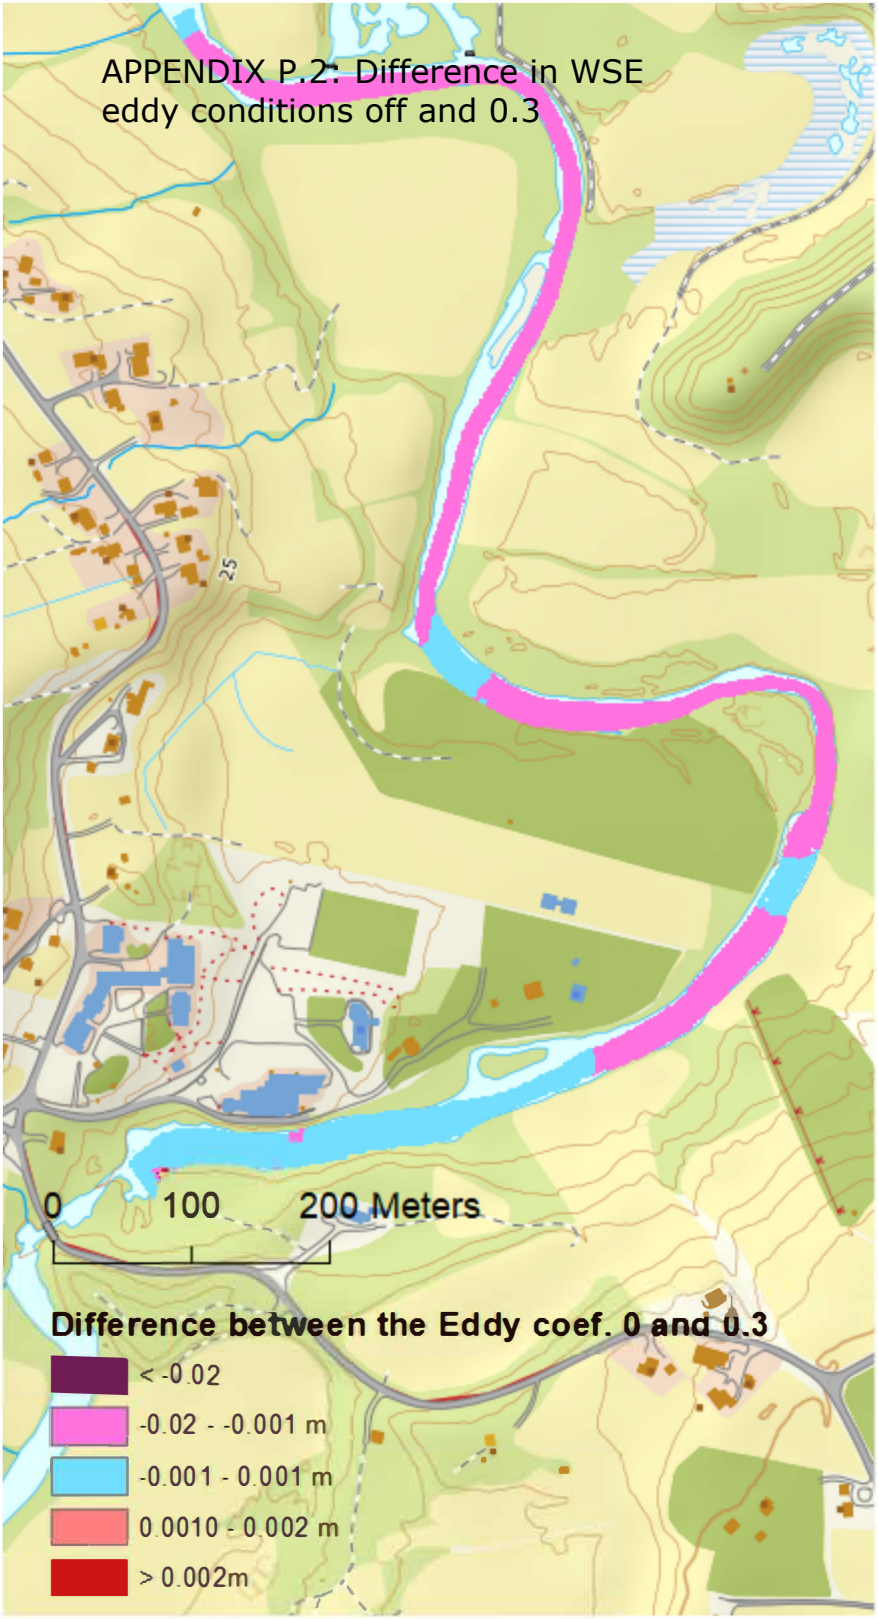 APPENDIX P.2: Difference in WSE
eddy conditions off and 0.3
25
0 100 200 Meters
Difference between the Eddy coef. 0 and 0.3
< -0.02
-0.02 - -0.001 m
-0.001 - 0.001 m
0.0010 - 0.002 m
> 0.002m